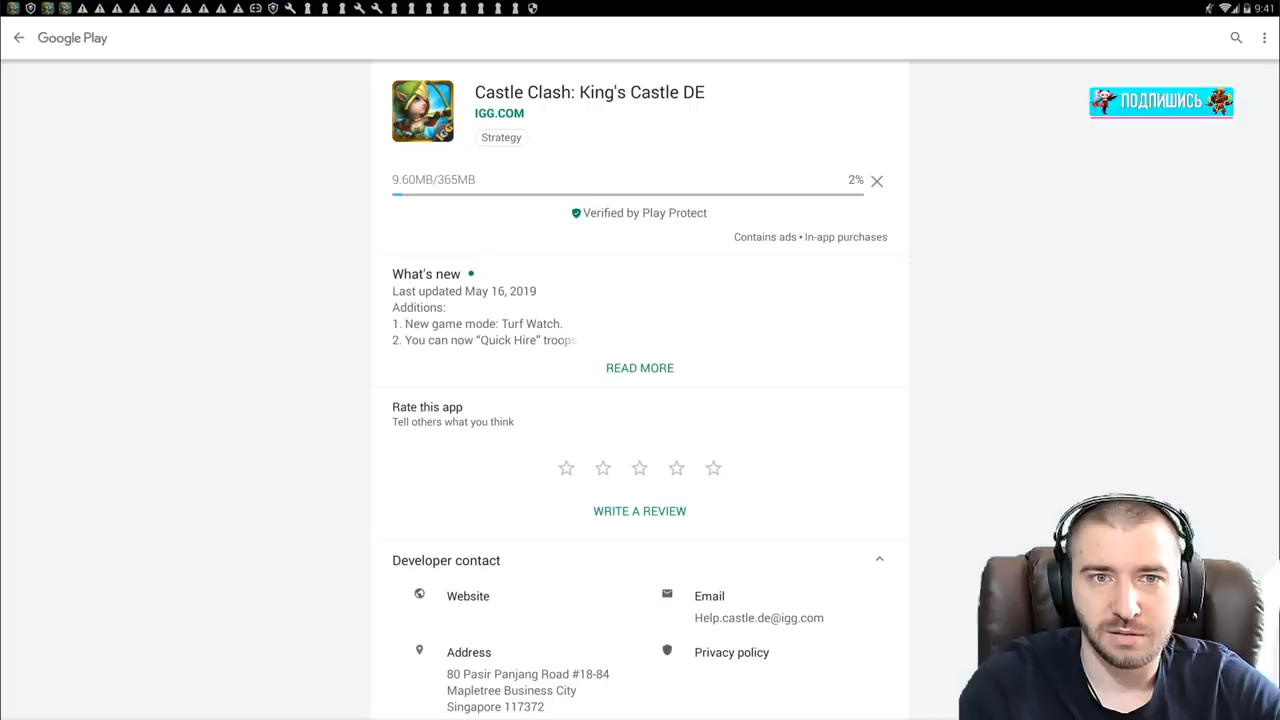 9:41
Google Play
Castle Clash: King's Castle DE
IGG.COM
Strategy
IGG
ПОДПИШИСЬ
9.60MB/365MB
2%
Verified by Play Protect
Contains ads • In-app purchases
What's new
Last updated May 16, 2019
Additions:
1. New game mode: Turf Watch.
2. You can now “Quick Hire” troops
READ MORE
Rate this app
Tell others what you think
WRITE A REVIEW
Developer contact
Website
Email
Help.castle.de@igg.com
Address
80 Pasir Panjang Road #18-84
Mapletree Business City
Singapore 117372
Privacy policy